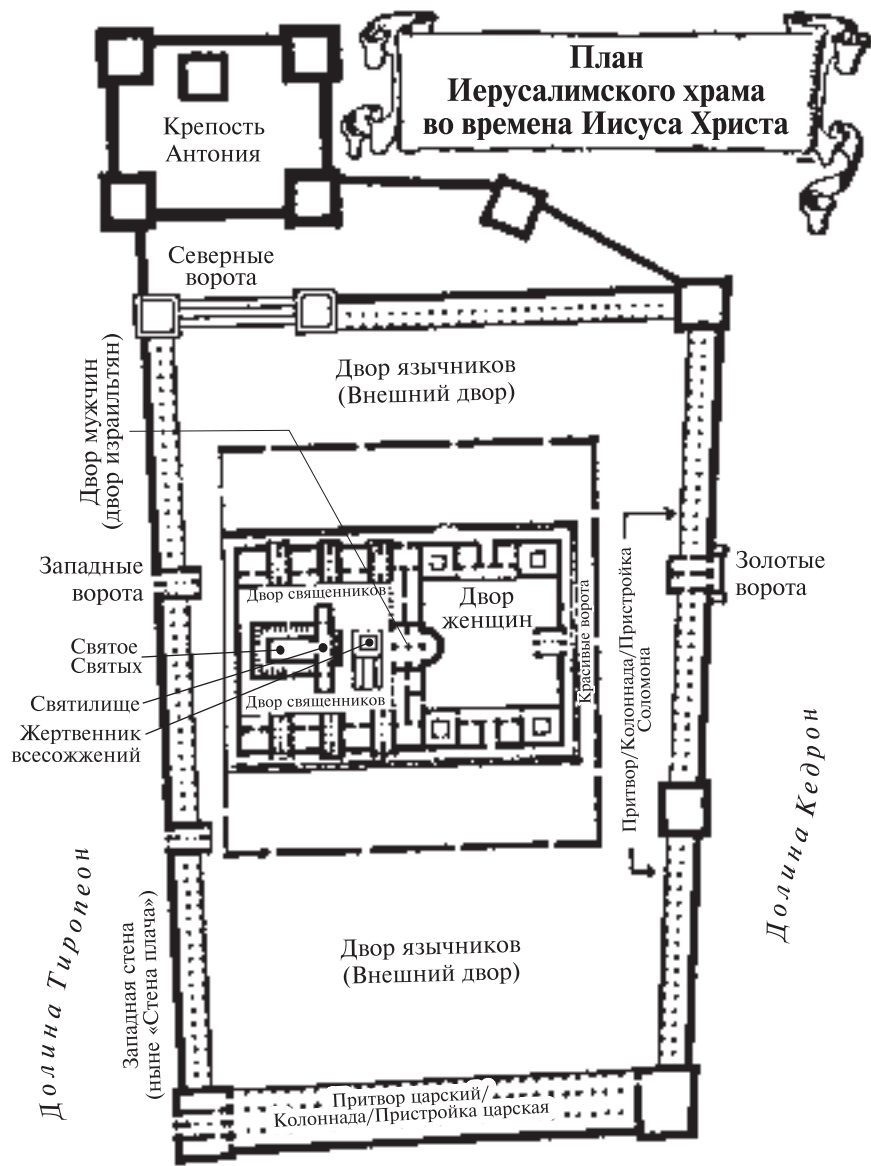 План
Иерусалимского храма
во времена Иисуса Христа
Крепость
Антония
Северные
ворота
Двор язычников
(Внешний двор)
Двор мужчин
(двор израильтян)
Западные
ворота
Золотые
ворота
Двор священников
Двор
женщин
Красивые ворота
Притвор/Колоннада/Пристройка
Соломона
Святое
Святых
Святилище
Двор священников
Жертвенник
всесожжений
Долина Кедрон
Долина Тиропеон
Западная стена
(ныне «Стена плача»)
Двор язычников
(Внешний двор)
Притвор царский/
Колоннада/Пристройка царская